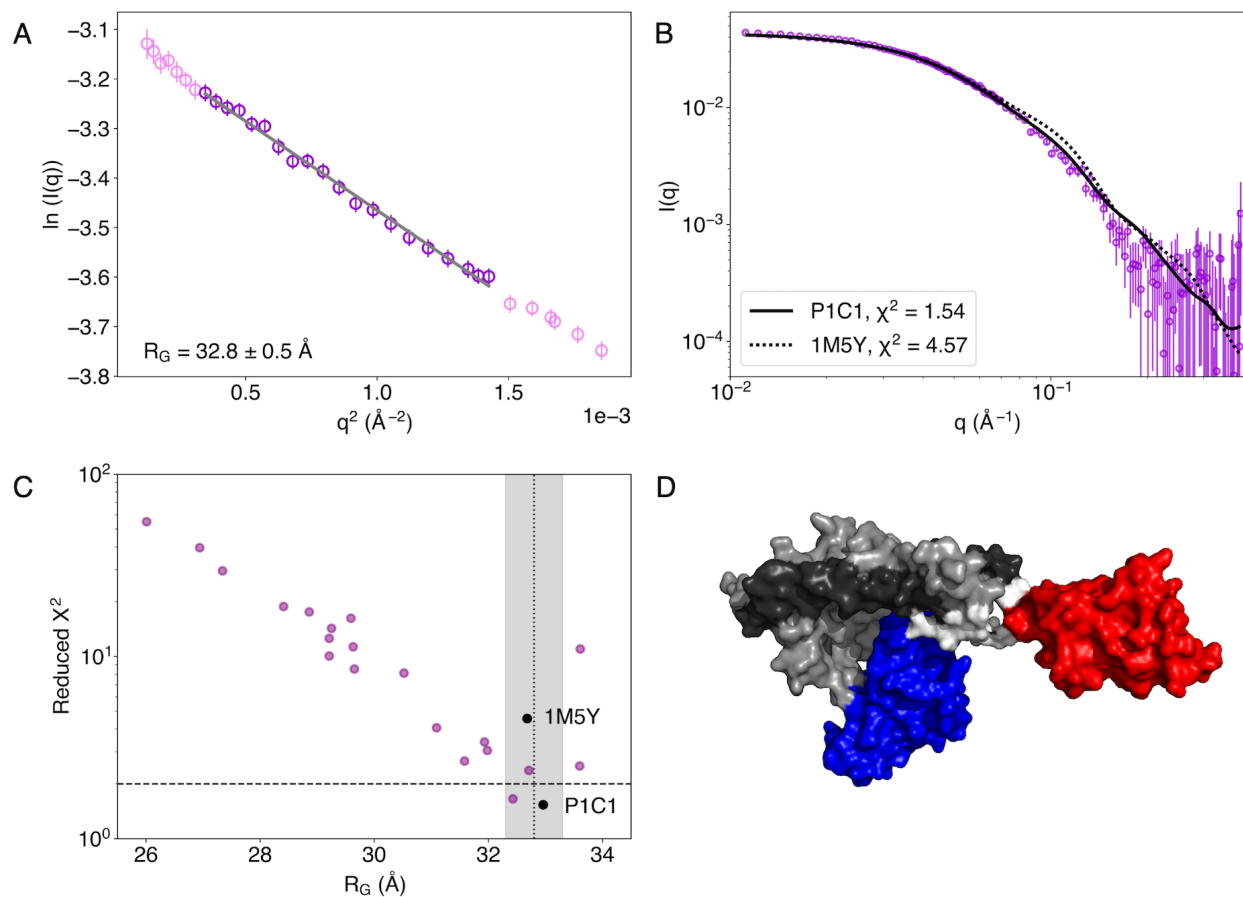 A
−3.1
−3.2
−3.3
−3.4
−3.5
−3.6
−3.7
−3.8
ln (I(q))
R_G = 32.8 ± 0.5 Å
0.5
1.0
1.5
1e−3
q² (Å⁻²)
B
10⁻²
10⁻³
10⁻⁴
I(q)
P1C1, χ² = 1.54
1M5Y, χ² = 4.57
10⁻²
10⁻¹
q (Å⁻¹)
C
10²
10¹
10⁰
Reduced X²
1M5Y
P1C1
26
28
30
32
34
R_G (Å)
D